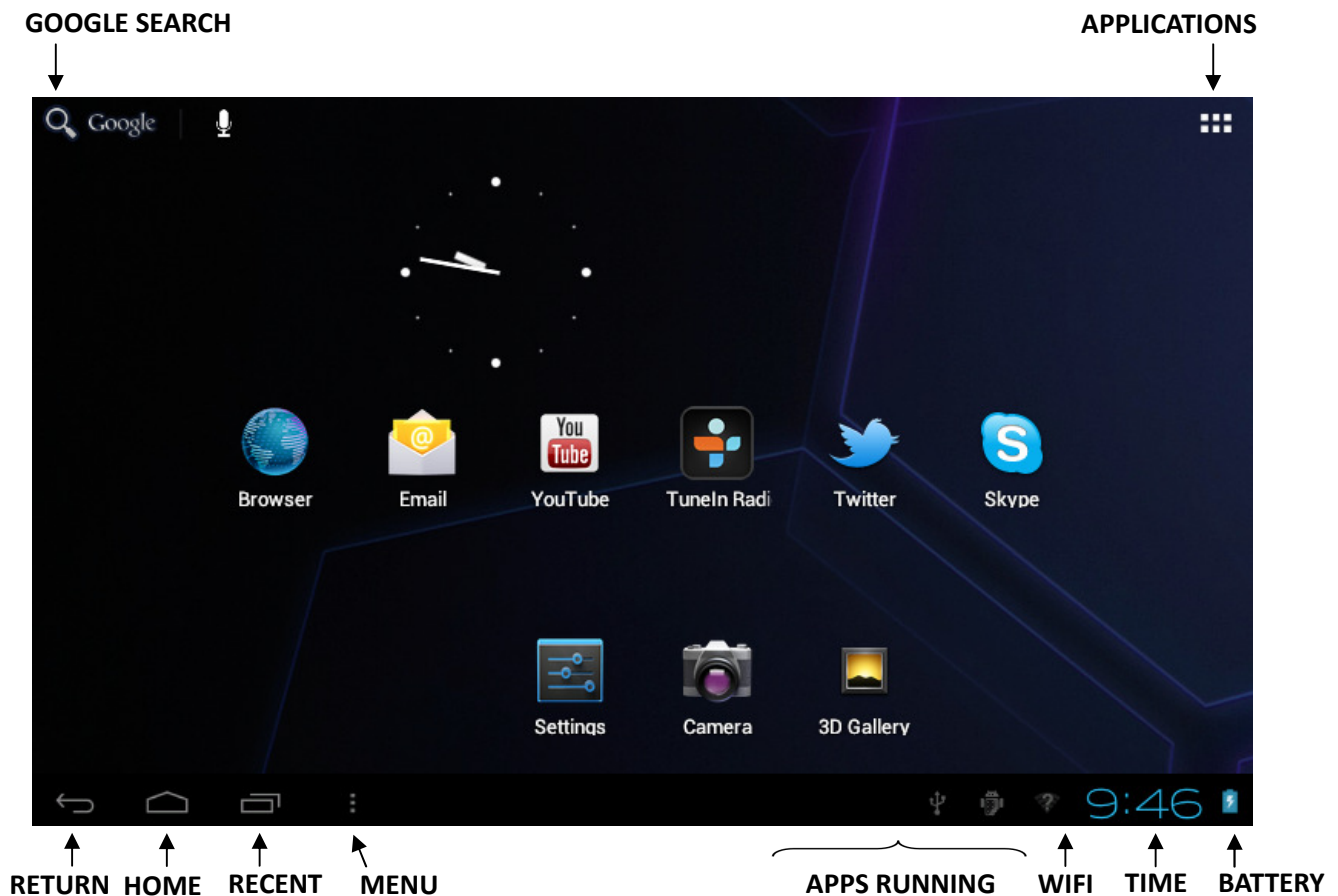 GOOGLE SEARCH
APPLICATIONS
Google
Browser
Email
You
Tube
YouTube
TuneIn Radi
Twitter
S
Skype
Settings
Camera
3D Gallery
9:46
RETURN HOME RECENT MENU APPS RUNNING WIFI TIME BATTERY